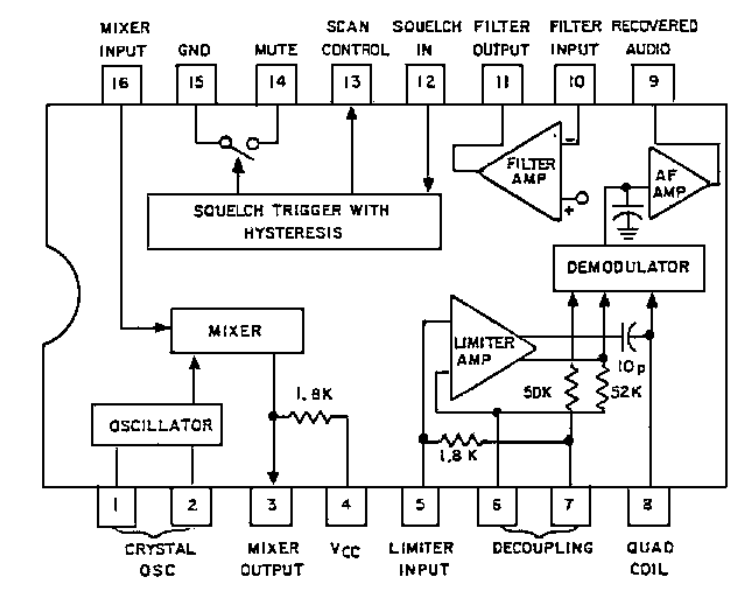 MIXER INPUT
GND
MUTE
SCAN CONTROL
SQUELCH IN
FILTER OUTPUT
FILTER INPUT
RECOVERED AUDIO
16
15
14
13
12
11
10
9
FILTER AMP
−
+
AF AMP
SQUELCH TRIGGER WITH HYSTERESIS
DEMODULATOR
MIXER
LIMITER AMP
10p
1.8K
50K
52K
OSCILLATOR
1.8 K
1
2
3
4
5
6
7
8
CRYSTAL OSC
MIXER OUTPUT
VCC
LIMITER INPUT
DECOUPLING
QUAD COIL